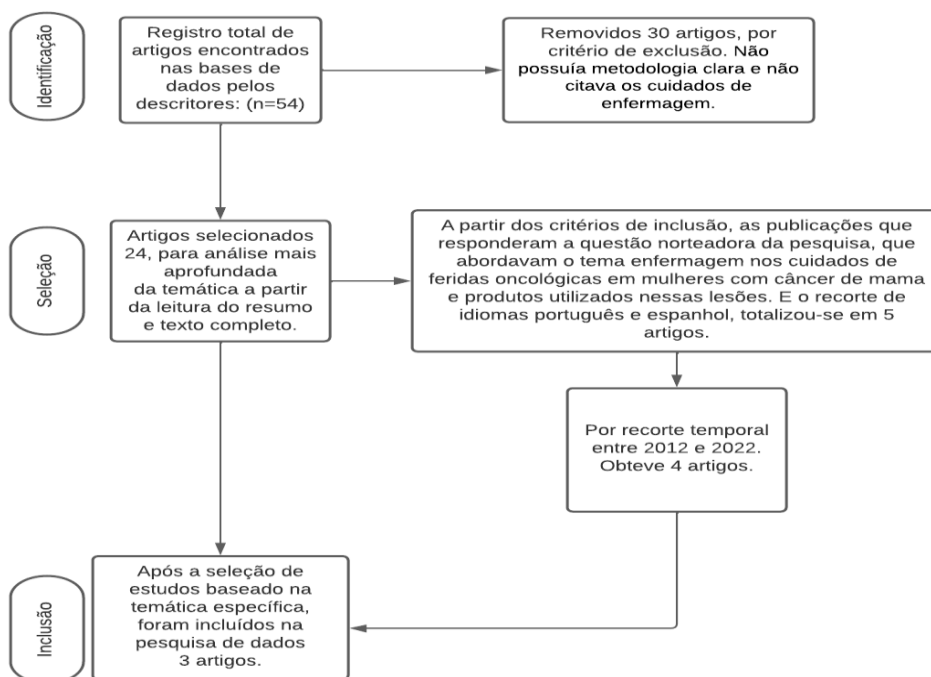 Identificação
Registro total de
artigos encontrados
nas bases de
dados pelos
descritores: (n=54)
Removidos 30 artigos, por
critério de exclusão. Não
possuía metodologia clara e não
citava os cuidados de
enfermagem.
Seleção
Artigos selecionados
24, para análise mais
aprofundada
da temática a partir
da leitura do resumo
e texto completo.
A partir dos critérios de inclusão, as publicações que
responderam a questão norteadora da pesquisa, que
abordavam o tema enfermagem nos cuidados de
feridas oncológicas em mulheres com câncer de mama
e produtos utilizados nessas lesões. E o recorte de
idiomas português e espanhol, totalizou-se em 5
artigos.
Por recorte temporal
entre 2012 e 2022.
Obteve 4 artigos.
Inclusão
Após a seleção de
estudos baseado na
temática específica,
foram incluídos na
pesquisa de dados
3 artigos.